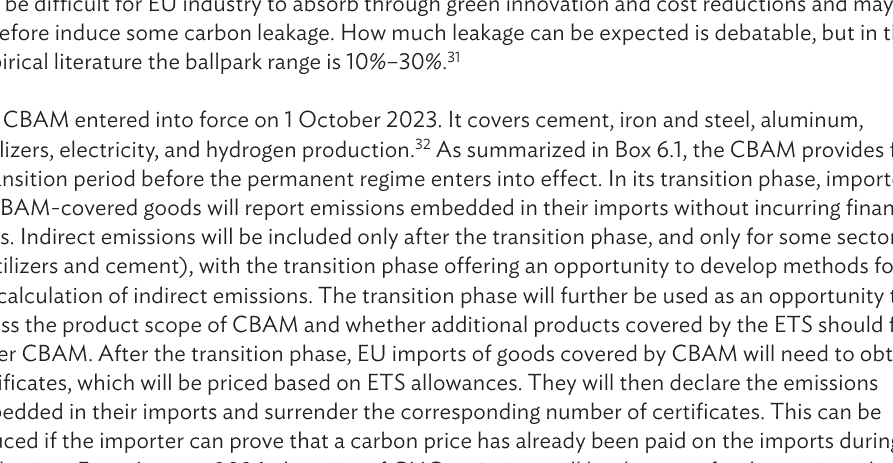 be difficult for EU industry to absorb through green innovation and cost reductions and may
efore induce some carbon leakage. How much leakage can be expected is debatable, but in th
pirical literature the ballpark range is 10%–30%.³¹
CBAM entered into force on 1 October 2023. It covers cement, iron and steel, aluminum,
lizers, electricity, and hydrogen production.³² As summarized in Box 6.1, the CBAM provides f
ansition period before the permanent regime enters into effect. In its transition phase, importe
BAM-covered goods will report emissions embedded in their imports without incurring finan
s. Indirect emissions will be included only after the transition phase, and only for some sector
tilizers and cement), with the transition phase offering an opportunity to develop methods fo
calculation of indirect emissions. The transition phase will further be used as an opportunity t
ss the product scope of CBAM and whether additional products covered by the ETS should f
er CBAM. After the transition phase, EU imports of goods covered by CBAM will need to obt
ificates, which will be priced based on ETS allowances. They will then declare the emissions
bedded in their imports and surrender the corresponding number of certificates. This can be
uced if the importer can prove that a carbon price has already been paid on the imports during